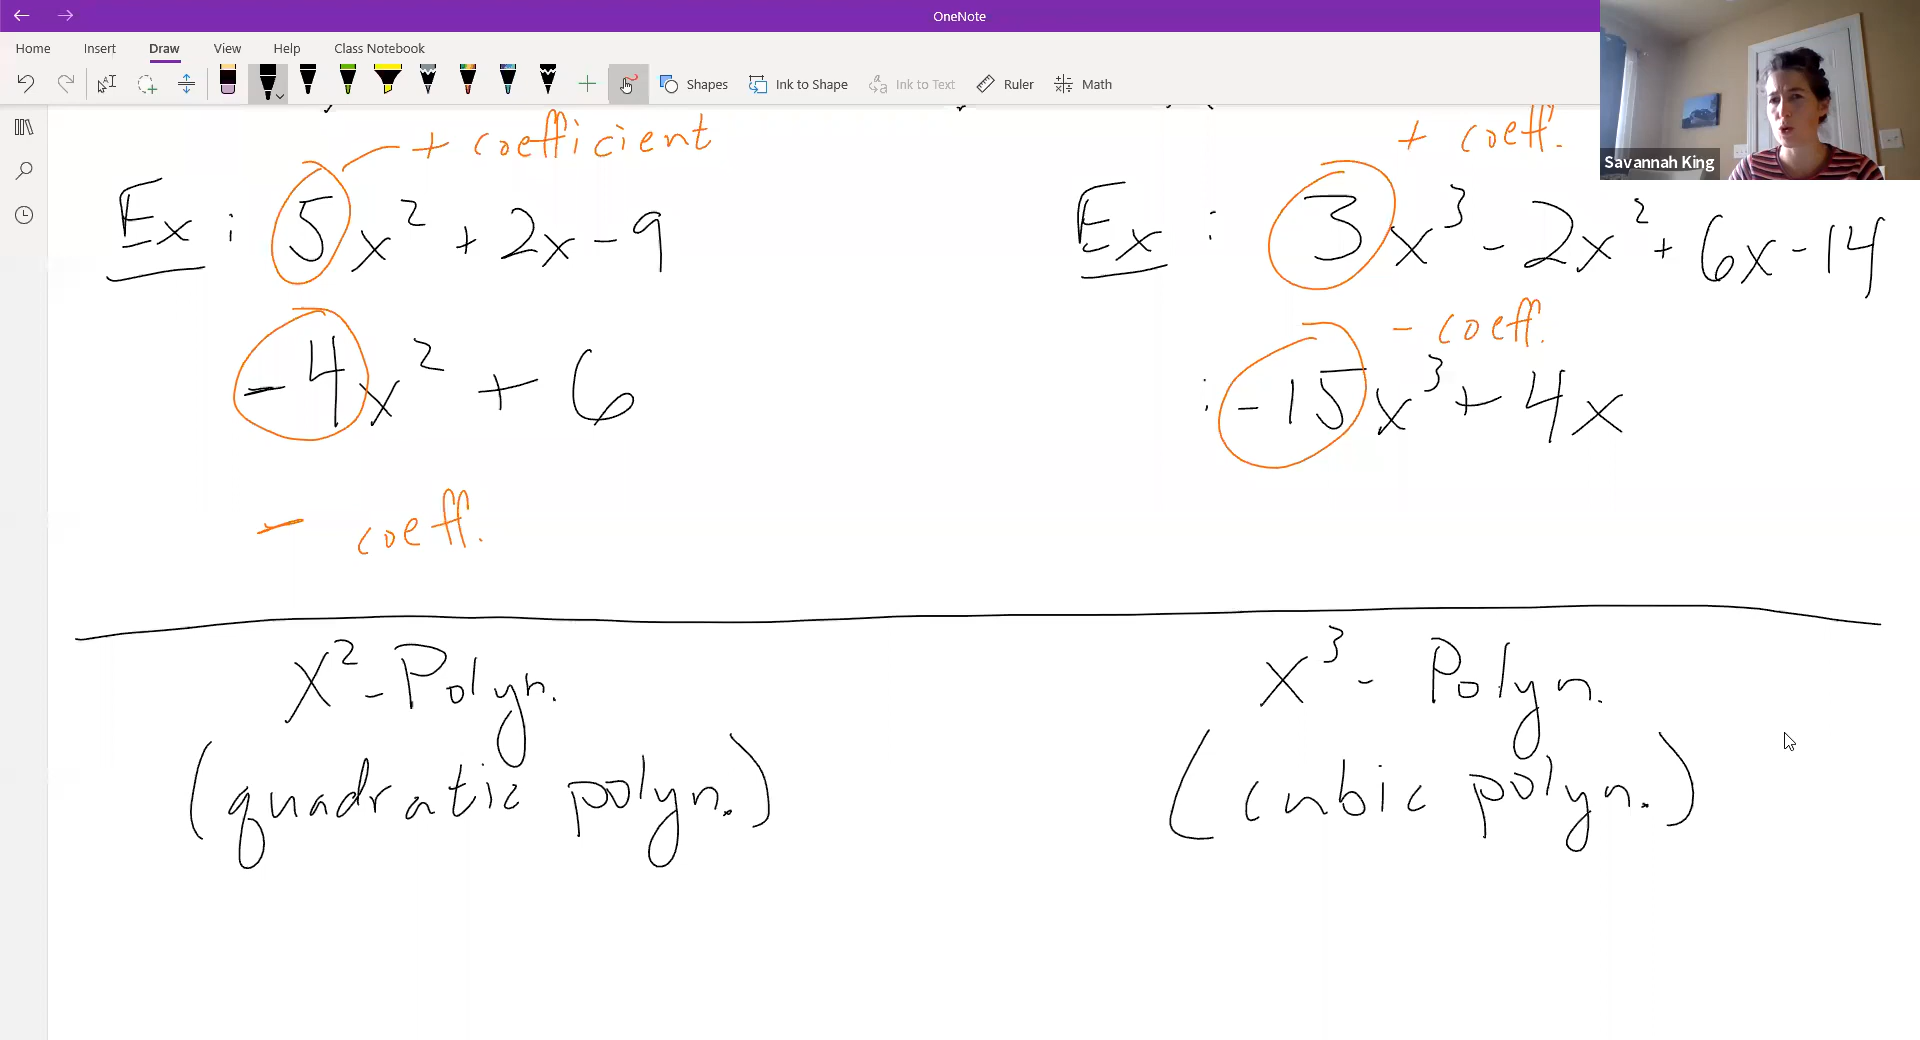 OneNote
Home Insert Draw View Help Class Notebook
Shapes Ink to Shape Ink to Text Ruler Math
Savannah King
+ coefficient
Ex : 5x² + 2x - 9
-4x² + 6
- coeff.
+ coeff.
Ex : 3x³ - 2x² + 6x - 14
- coeff.
: -15x³ + 4x
x² - Polyn.
(quadratic polyn.)
x³ - Polyn.
(cubic polyn.)